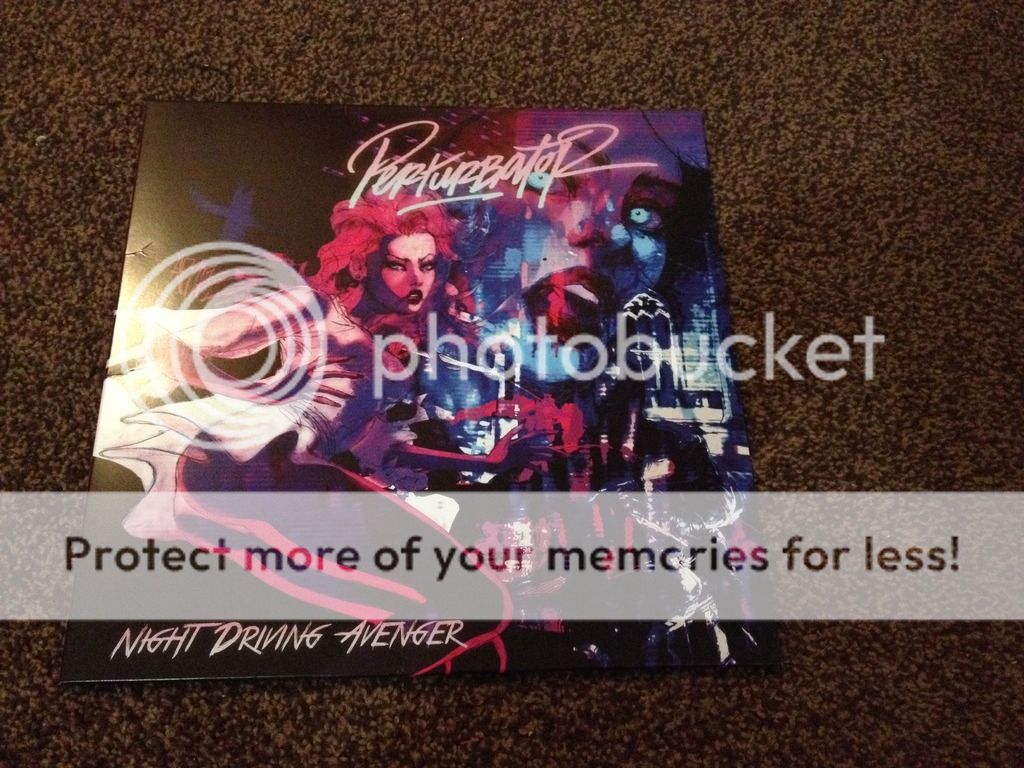 PERTURBATOR
photobucket
Protect more of your memories for less!
NIGHT DRIVING AVENGER